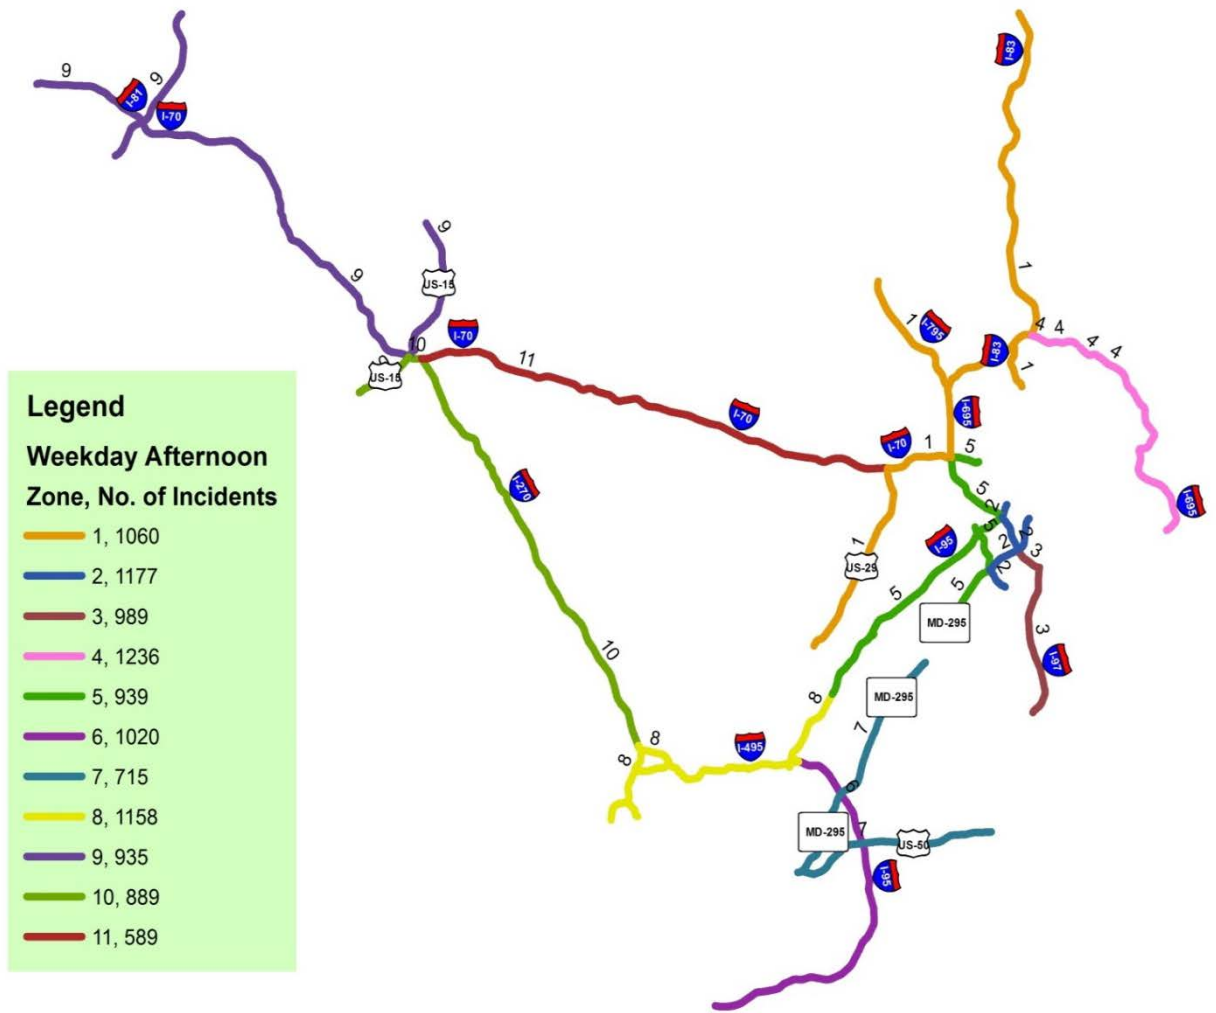 9
9
I-81
I-70
I-83
9
US-15
9
1
1
I-795
I-83
4
4
4
4
1
10
I-70
11
US-15
I-70
I-695
I-70
1
5
Legend
Weekday Afternoon
Zone, No. of Incidents
1, 1060
2, 1177
3, 989
4, 1236
5, 939
6, 1020
7, 715
8, 1158
9, 935
10, 889
11, 589
I-270
5
2
I-695
5
2
2
I-95
1
3
2
US-29
5
5
MD-295
3
I-97
10
8
MD-295
7
8
8
I-495
6
MD-295
7
US-50
I-95